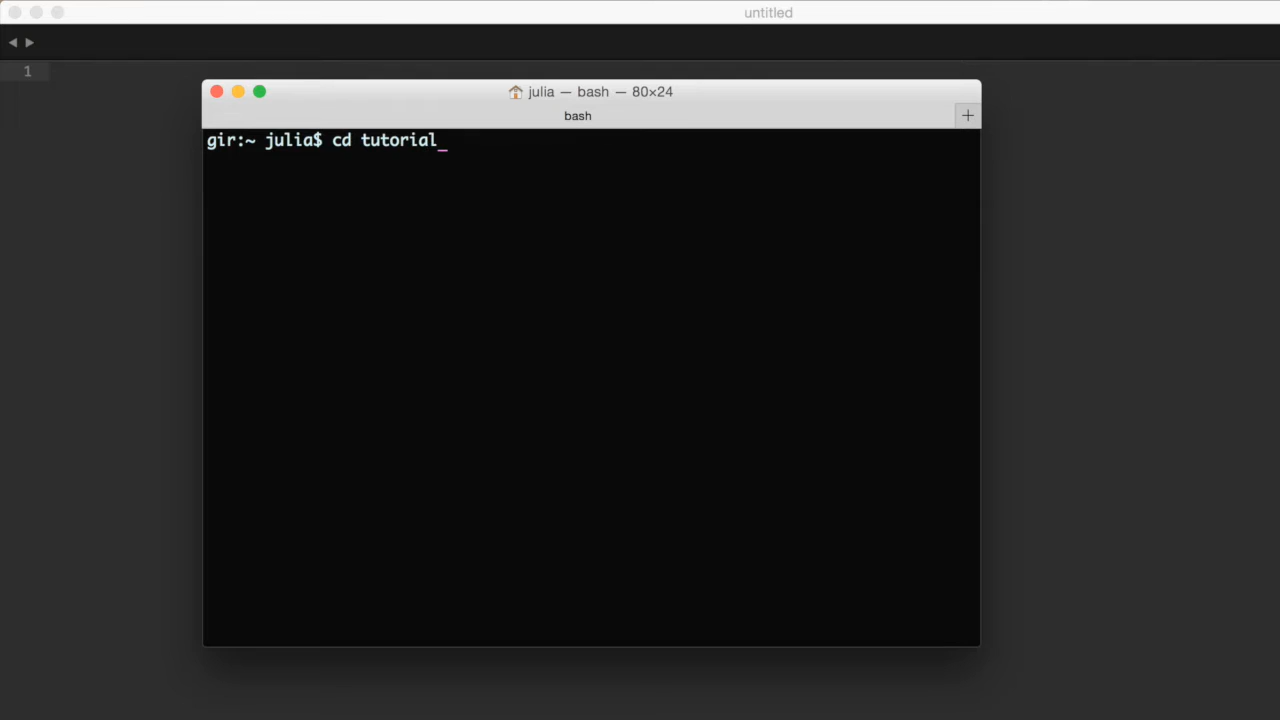 untitled
1
julia — bash — 80×24
bash
gir:~ julia$ cd tutorial_